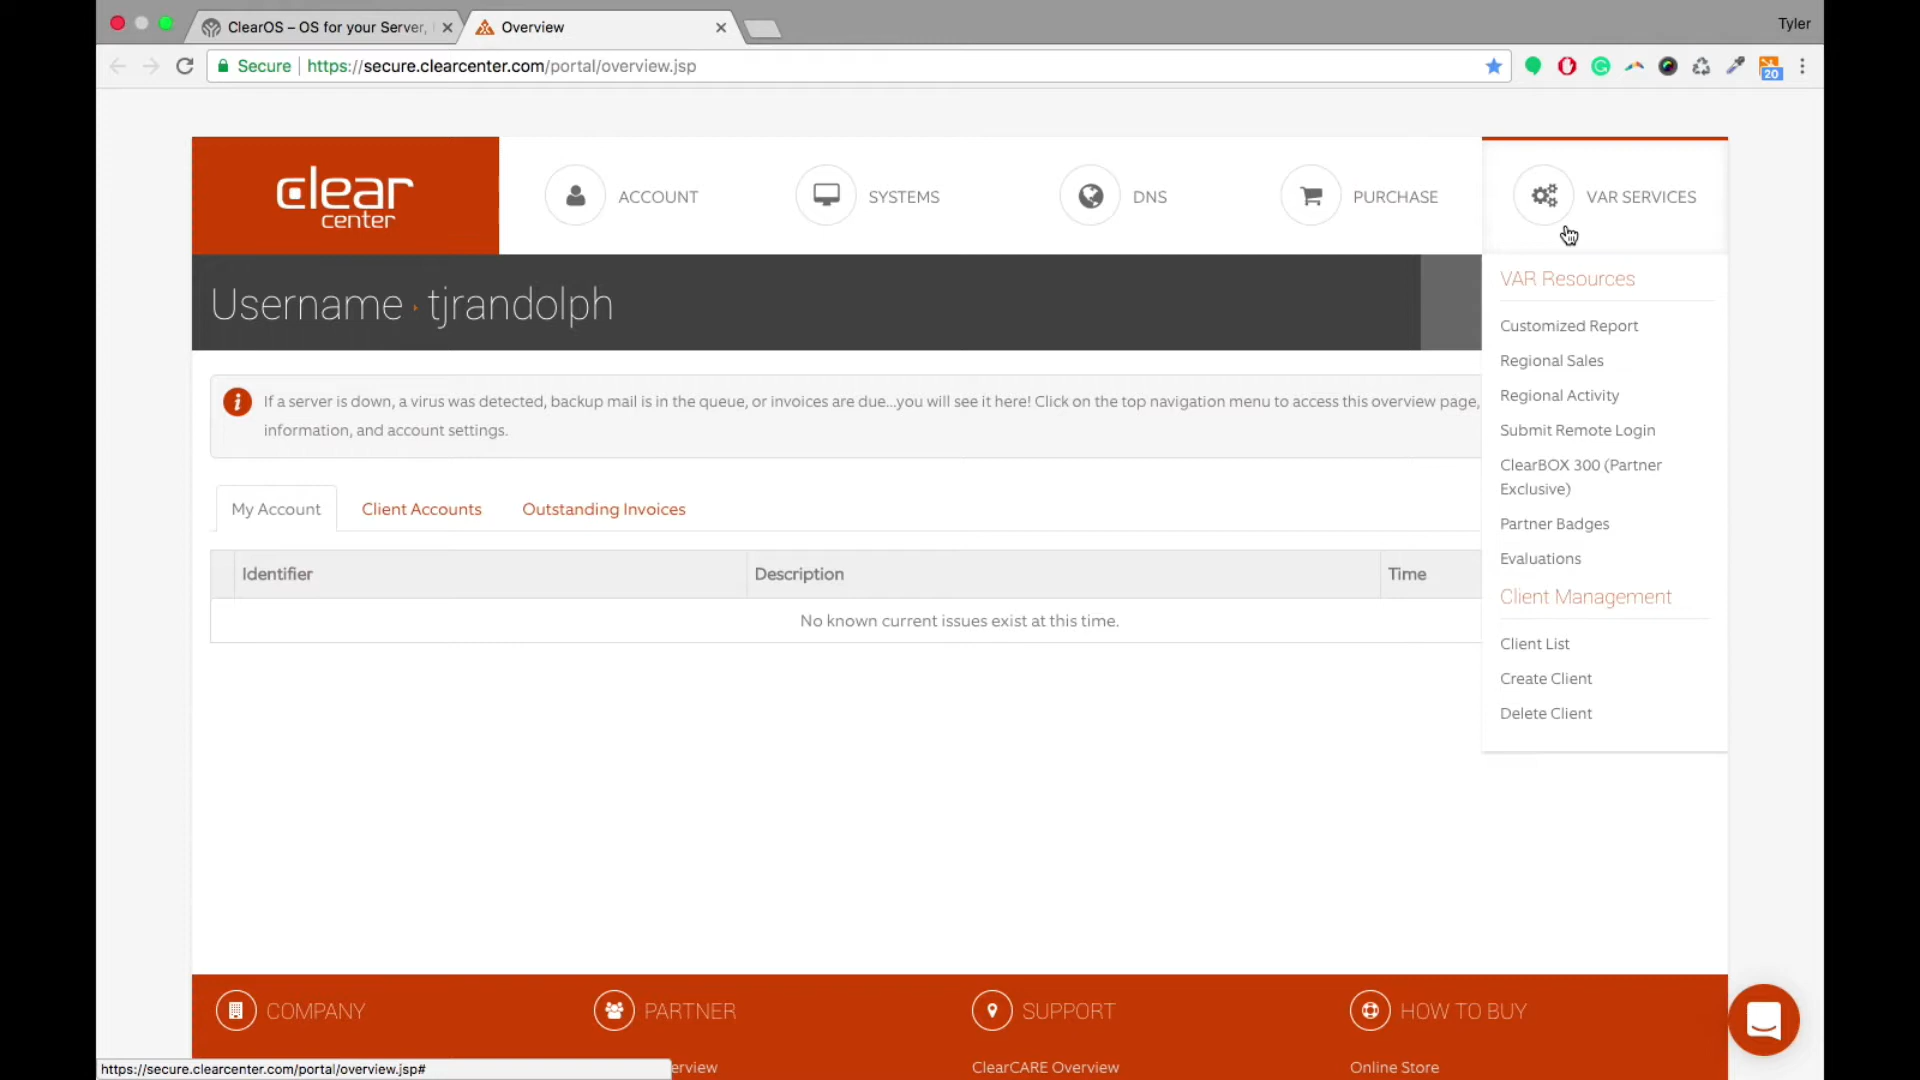 ClearOS – OS for your Server,
Overview
Tyler
Secure
https://secure.clearcenter.com/portal/overview.jsp
20
clear
center
ACCOUNT
SYSTEMS
DNS
PURCHASE
VAR SERVICES
Username
tjrandolph
If a server is down, a virus was detected, backup mail is in the queue, or invoices are due...you will see it here! Click on the top navigation menu to access this overview page,
information, and account settings.
My Account
Client Accounts
Outstanding Invoices
Identifier
Description
Time
No known current issues exist at this time.
VAR Resources
Customized Report
Regional Sales
Regional Activity
Submit Remote Login
ClearBOX 300 (Partner
Exclusive)
Partner Badges
Evaluations
Client Management
Client List
Create Client
Delete Client
COMPANY
PARTNER
SUPPORT
HOW TO BUY
erview
ClearCARE Overview
Online Store
https://secure.clearcenter.com/portal/overview.jsp#